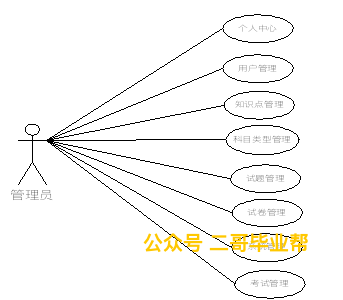 个人中心
用户管理
知识点管理
科目类型管理
试题管理
管理员
试卷管理
公众号 二哥毕业帮
考试管理